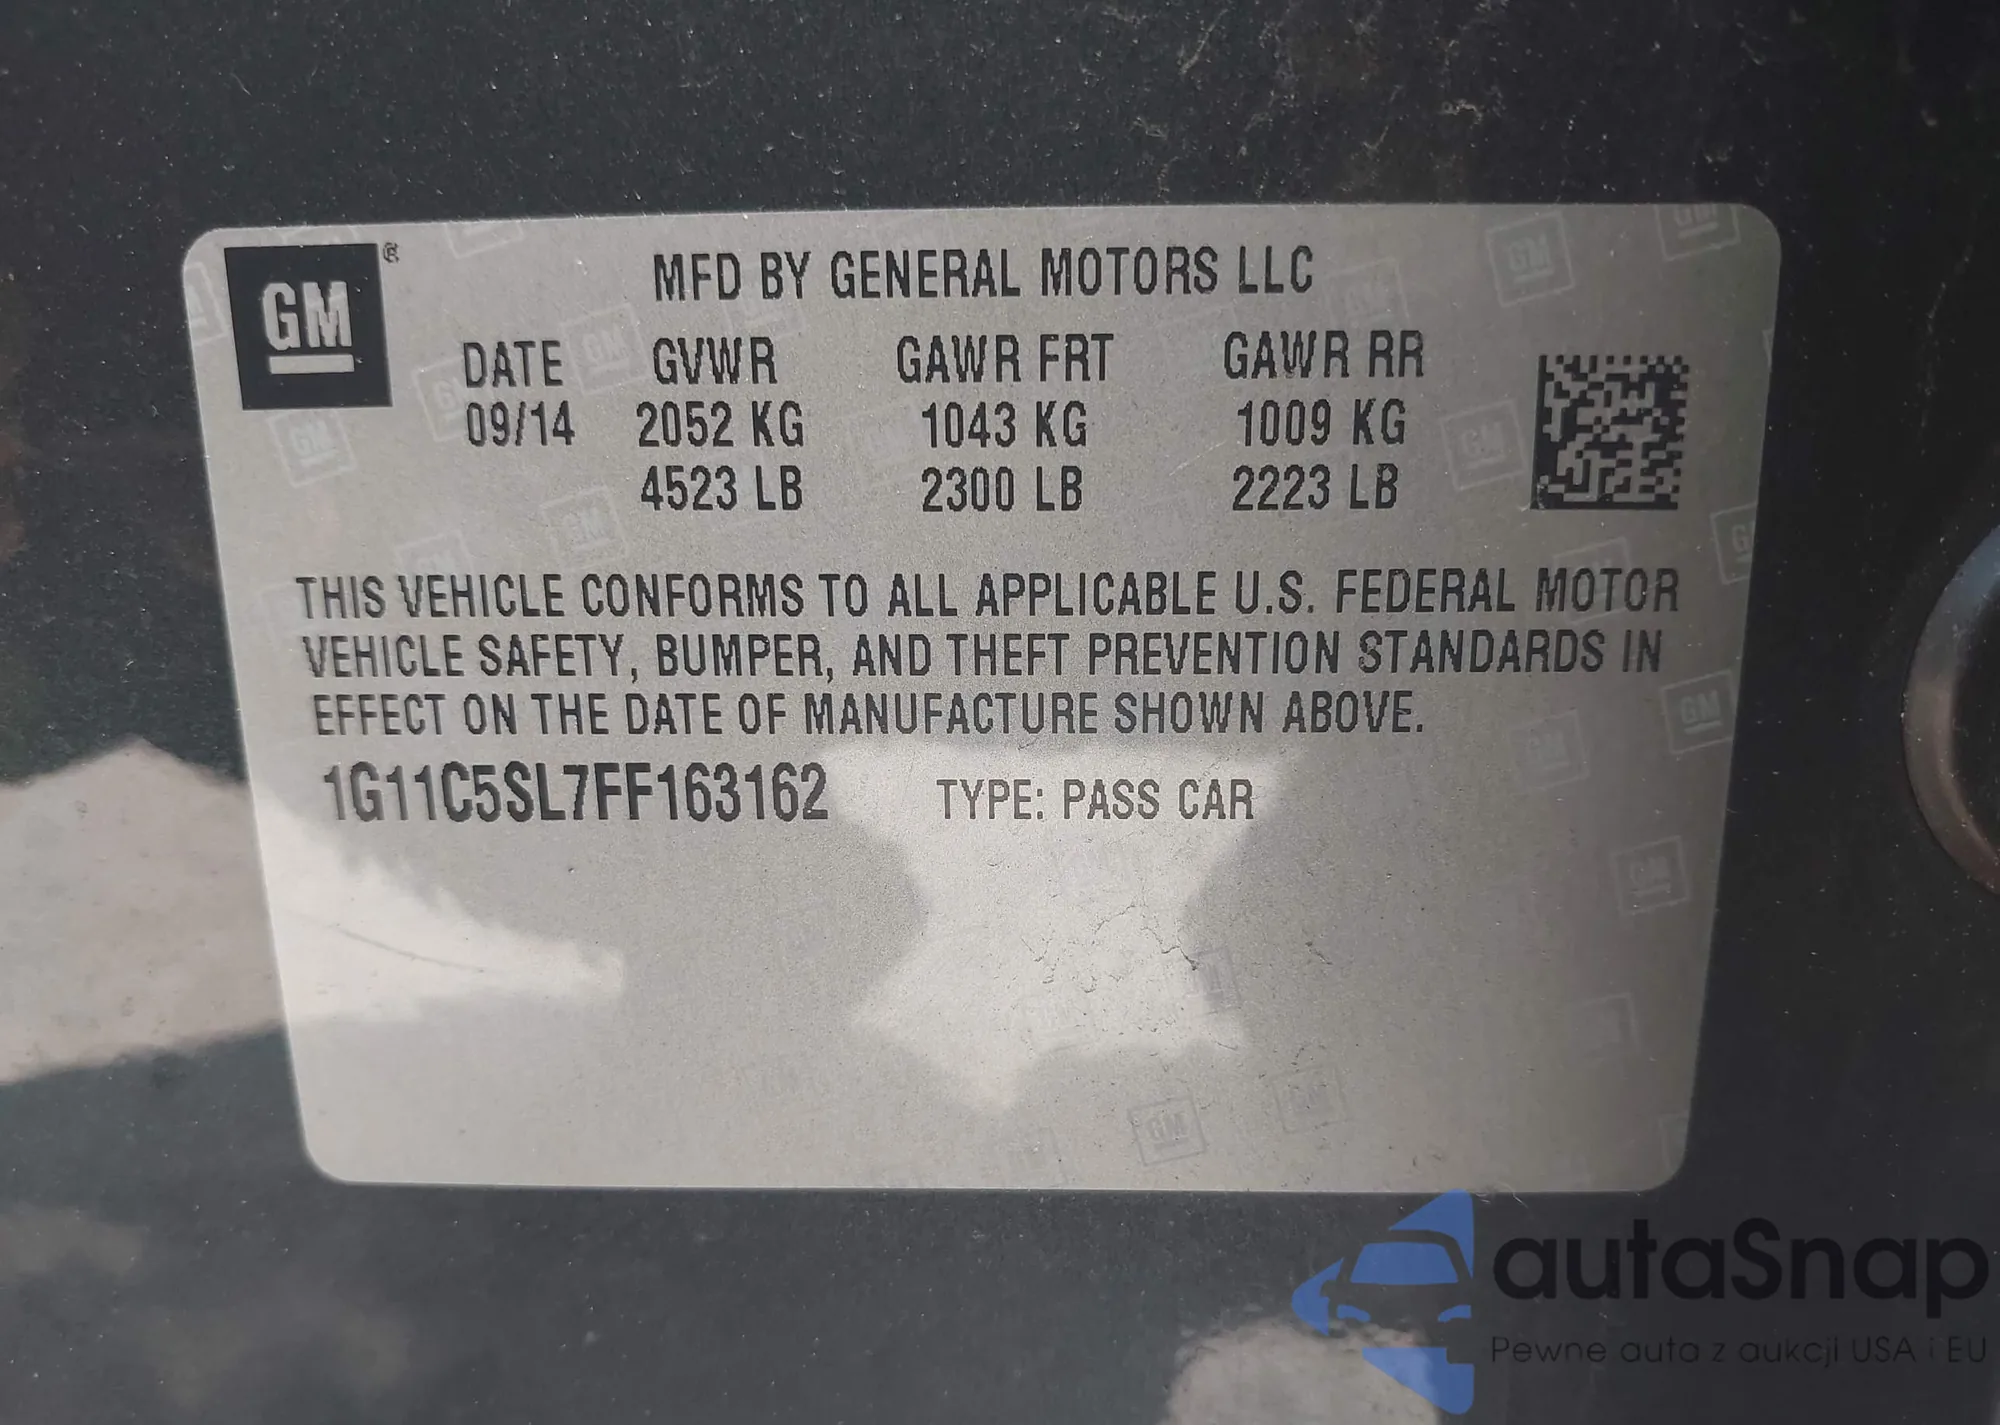 GM ®
MFD BY GENERAL MOTORS LLC
DATE GVWR GAWR FRT GAWR RR
09/14 2052 KG 1043 KG 1009 KG
4523 LB 2300 LB 2223 LB
THIS VEHICLE CONFORMS TO ALL APPLICABLE U.S. FEDERAL MOTOR
VEHICLE SAFETY, BUMPER, AND THEFT PREVENTION STANDARDS IN
EFFECT ON THE DATE OF MANUFACTURE SHOWN ABOVE.
1G11C5SL7FF163162 TYPE: PASS CAR
autaSnap
Pewne auta z aukcji USA i EU